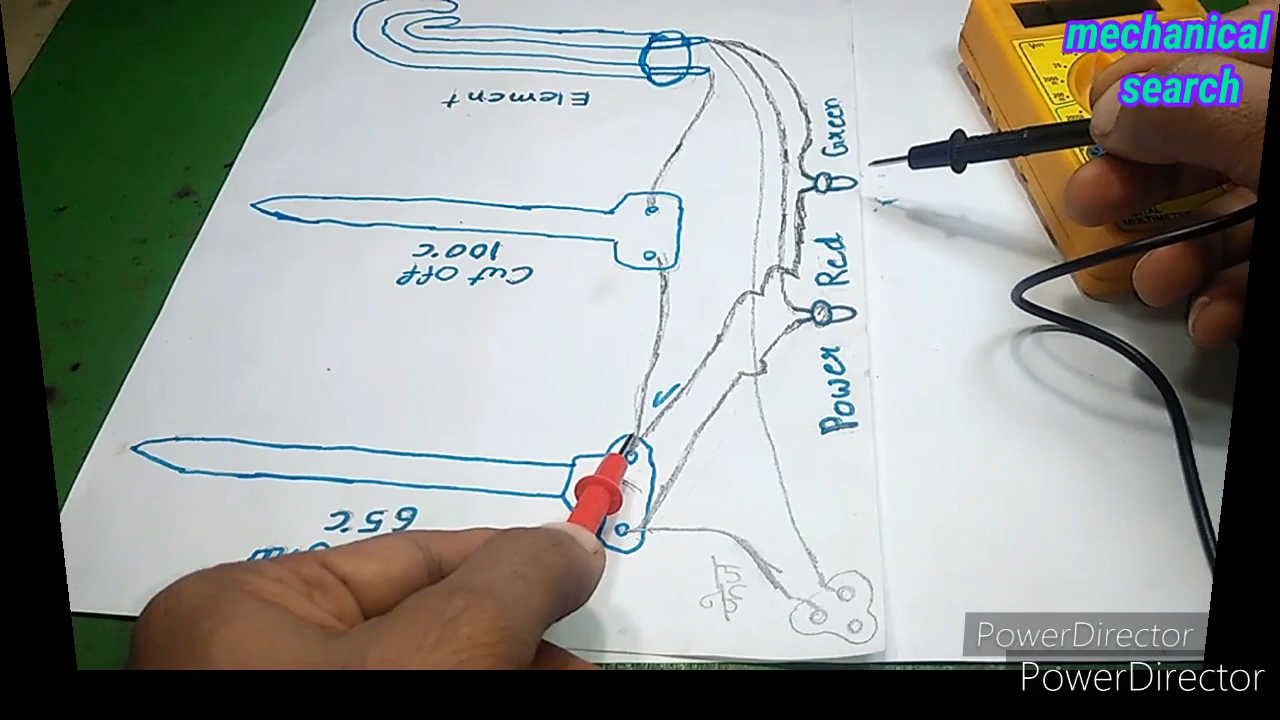 mechanical
search
Element
Green
Cut OFF
100°c
Red
Power
65°c
PowerDirector
PowerDirector